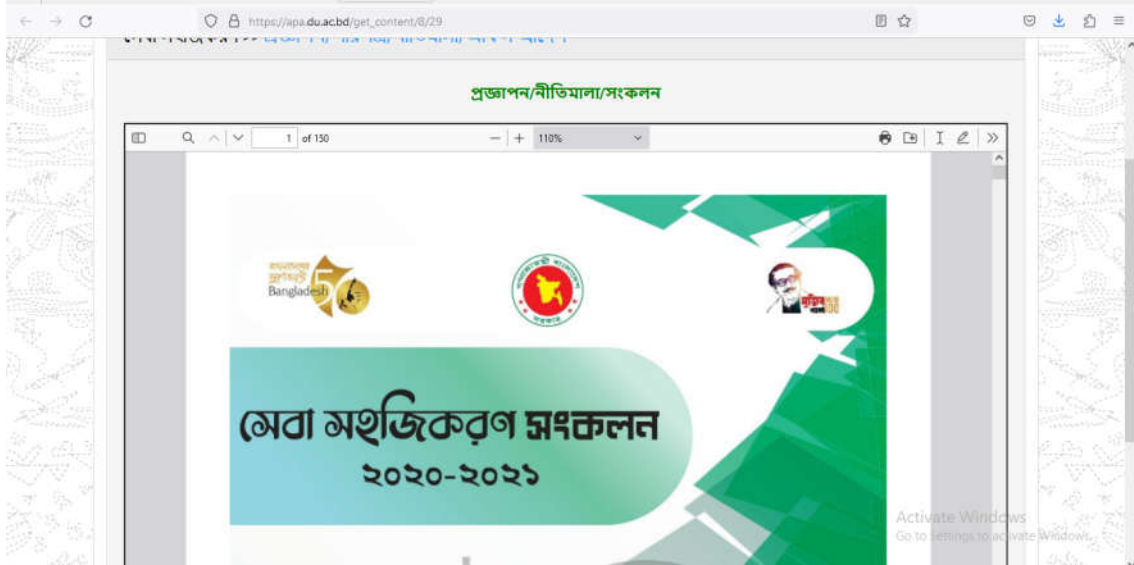 https://apa.du.ac.bd/get_content/8/29
প্রজ্ঞাপন/নীতিমালা/সংকলন
1 of 150
110%
Bangladesh 50
সেবা সহজিকরণ সংকলন
২০২০-২০২১
Activate Windows
Go to Settings to activate Windows.